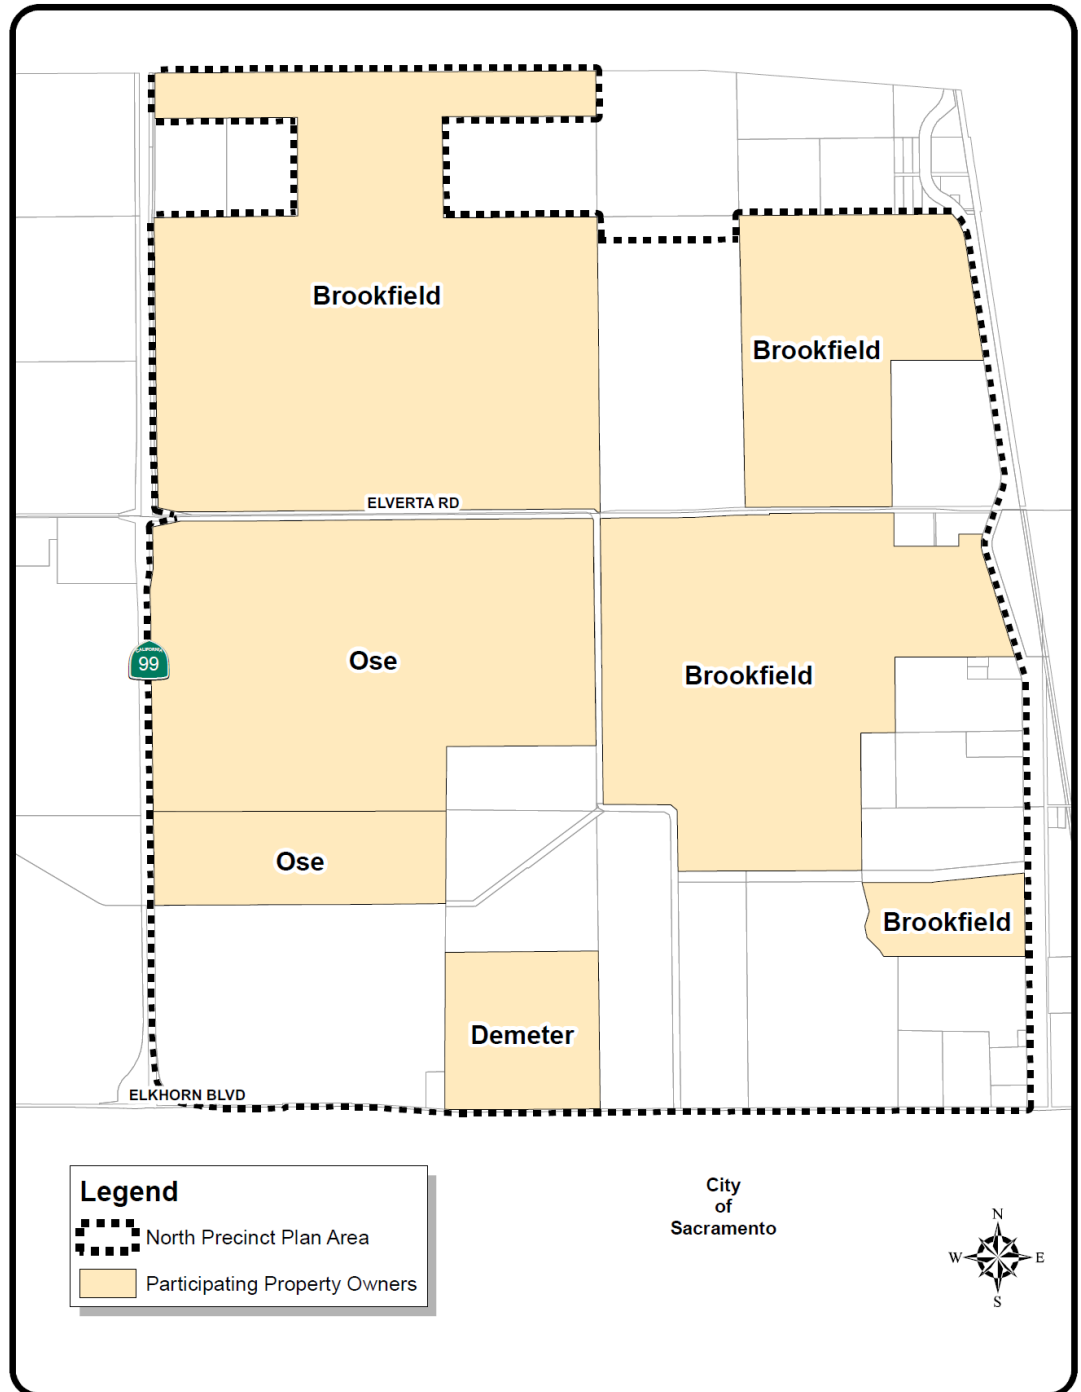 Brookfield
Brookfield
ELVERTA RD
Ose
CALIFORNIA
99
Brookfield
Ose
Brookfield
Demeter
ELKHORN BLVD
Legend
North Precinct Plan Area
Participating Property Owners
City
of
Sacramento
N
W E
S